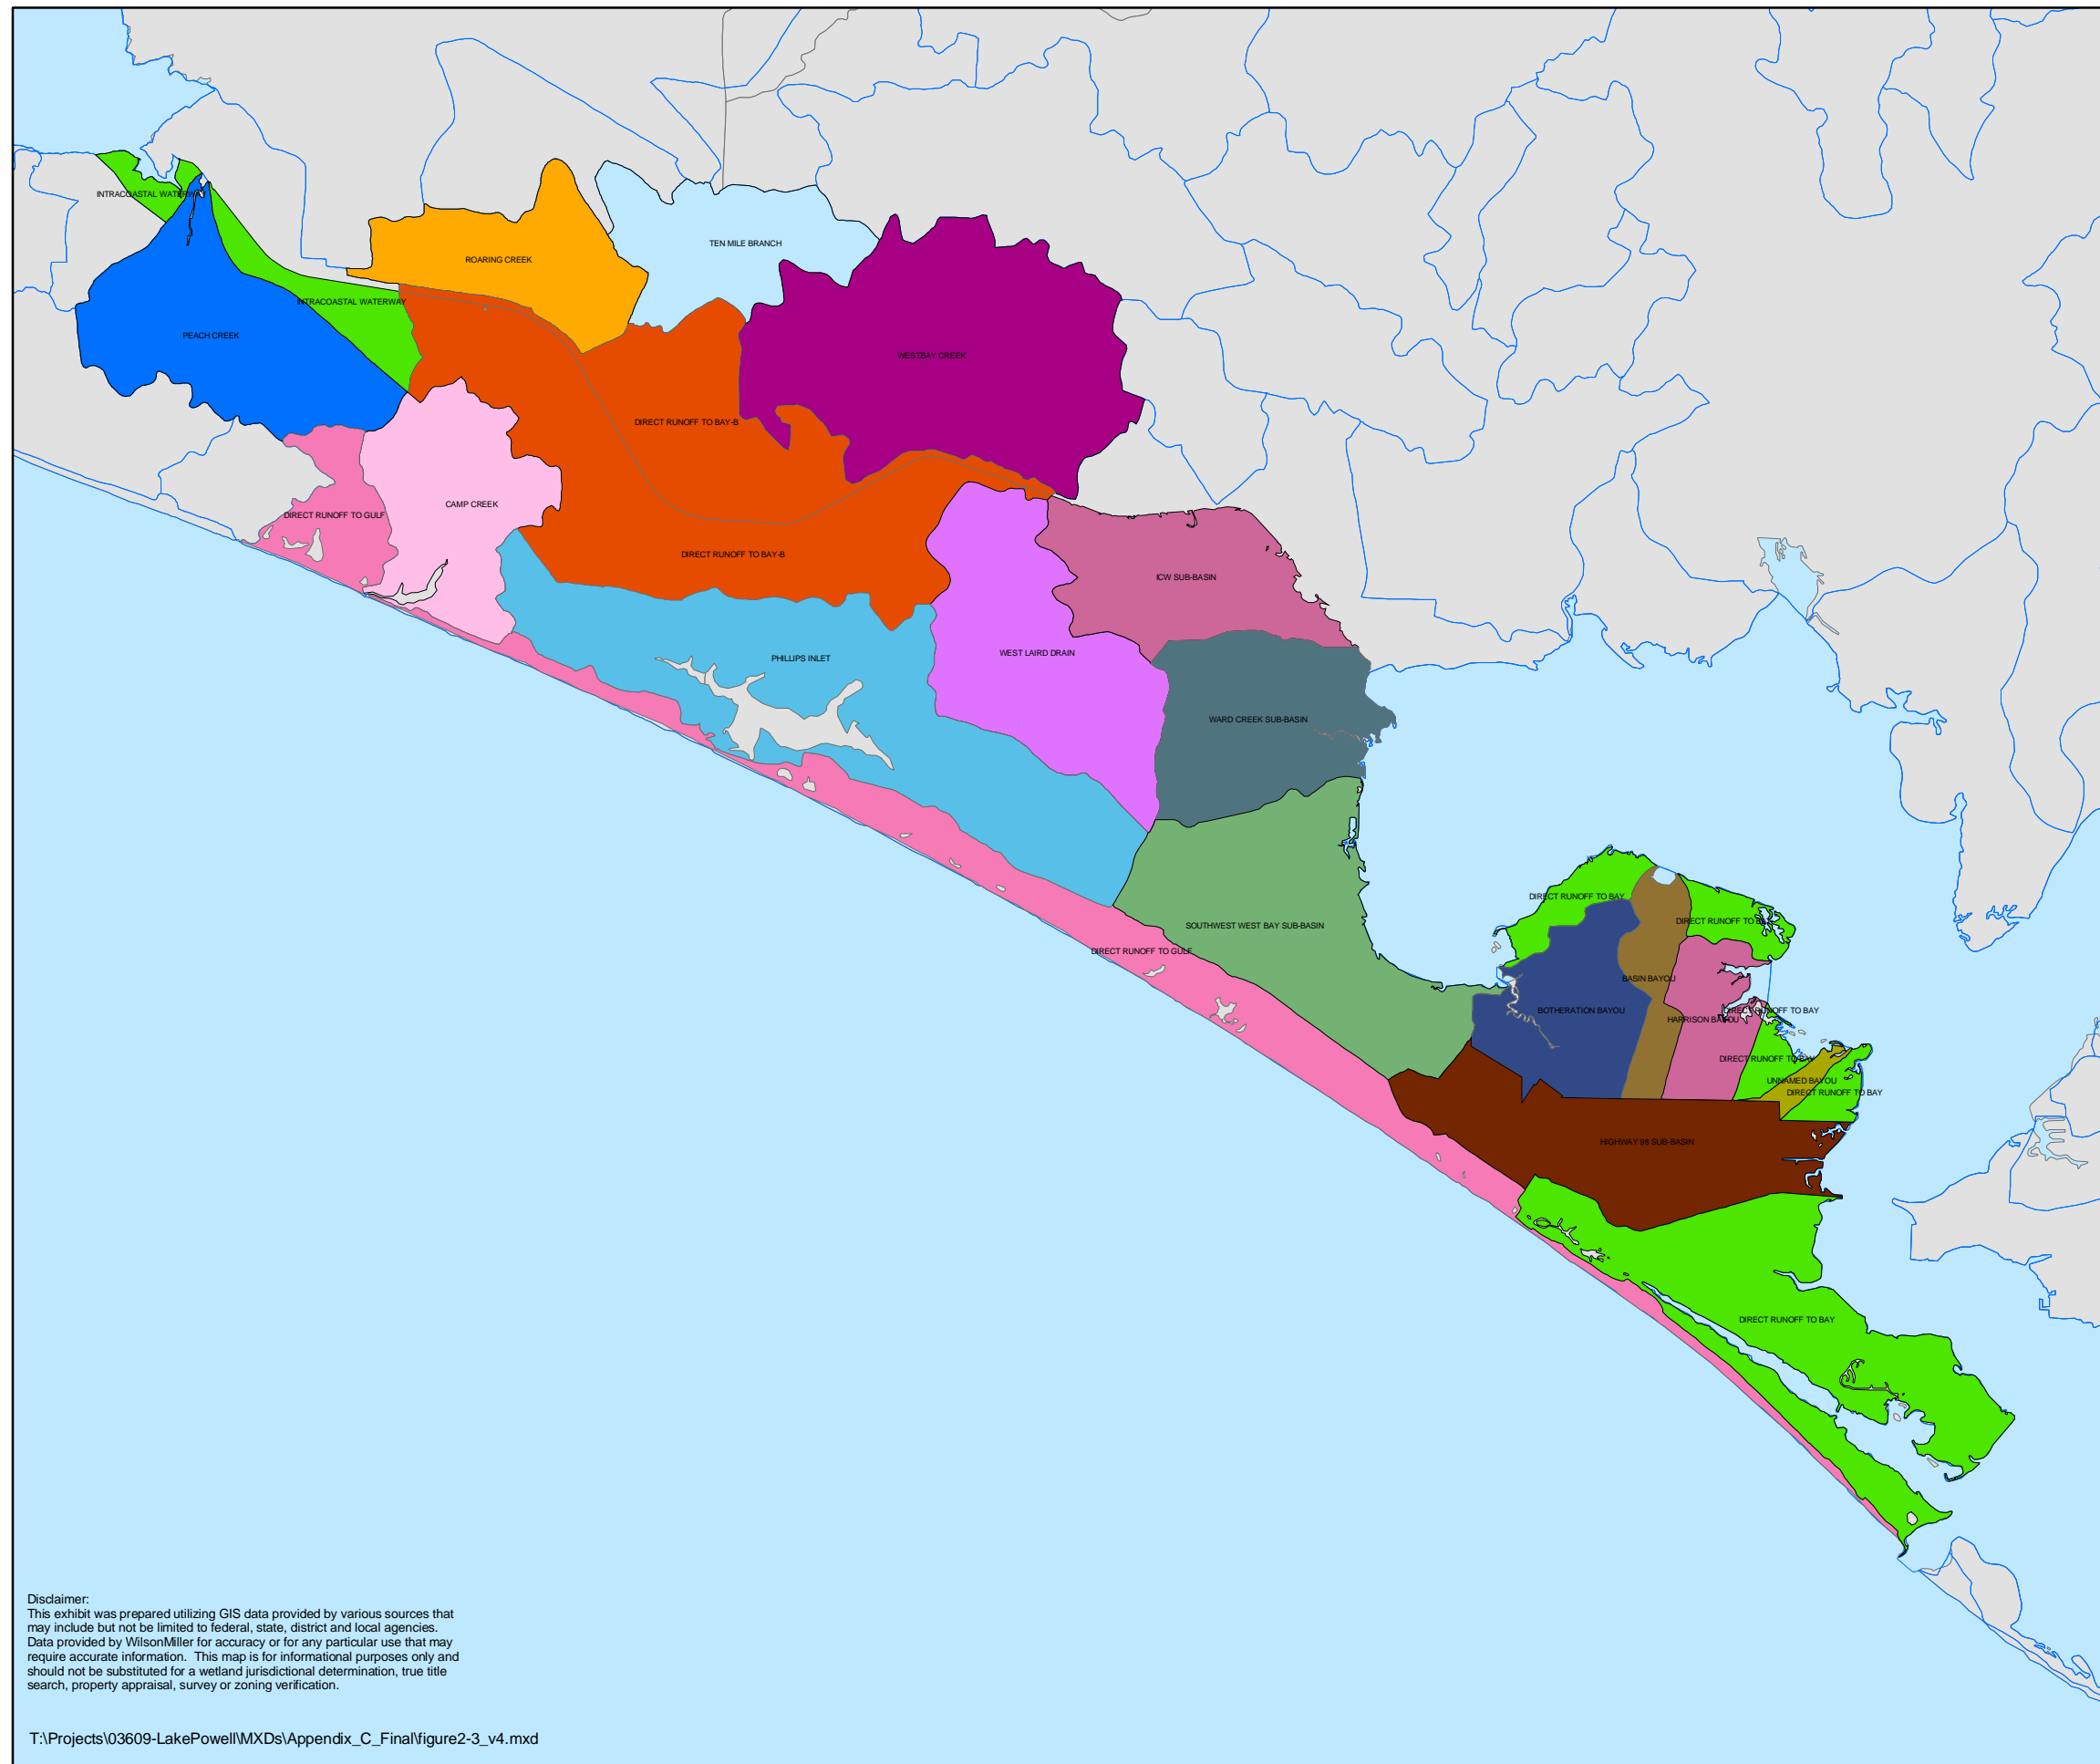 INTRACOASTAL WATERWAY
TEN MILE BRANCH
ROARING CREEK
INTRACOASTAL WATERWAY
PEACH CREEK
WESTBAY CREEK
DIRECT RUNOFF TO BAY-B
CAMP CREEK
DIRECT RUNOFF TO GULF
DIRECT RUNOFF TO BAY-B
ICW SUB-BASIN
WEST LAIRD DRAIN
PHILLIPS INLET
WARD CREEK SUB-BASIN
DIRECT RUNOFF TO BAY
DIRECT RUNOFF TO BAY
SOUTHWEST WEST BAY SUB-BASIN
DIRECT RUNOFF TO GULF
BASIN BAYOU
BOTHERATION BAYOU
DIRECT RUNOFF TO BAY
HARRISON BAYOU
DIRECT RUNOFF TO BAY
UNNAMED BAYOU
DIRECT RUNOFF TO BAY
HIGHWAY 98 SUB-BASIN
DIRECT RUNOFF TO BAY
Disclaimer:
This exhibit was prepared utilizing GIS data provided by various sources that
may include but not be limited to federal, state, district and local agencies.
Data provided by WilsonMiller for accuracy or for any particular use that may
require accurate information.  This map is for informational purposes only and
should not be substituted for a wetland jurisdictional determination, true title
search, property appraisal, survey or zoning verification.
T:\Projects\03609-LakePowell\MXDs\Appendix_C_Final\figure2-3_v4.mxd